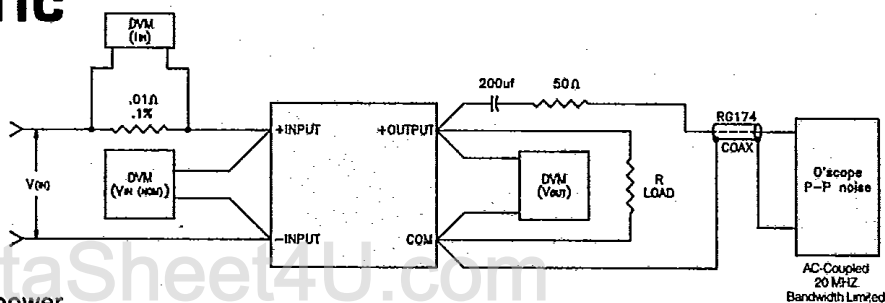 DVM
(IIN)
.01Ω
.1%
V(IN)
DVM
(VIN (NOM))
+INPUT
-INPUT
+OUTPUT
COM
200uf
50Ω
DVM
(VOUT)
R
LOAD
RG174
COAX
O'scope
P-P noise
AC-Coupled
20 MHZ
Bandwidth Limited
taSheet4U.com
power